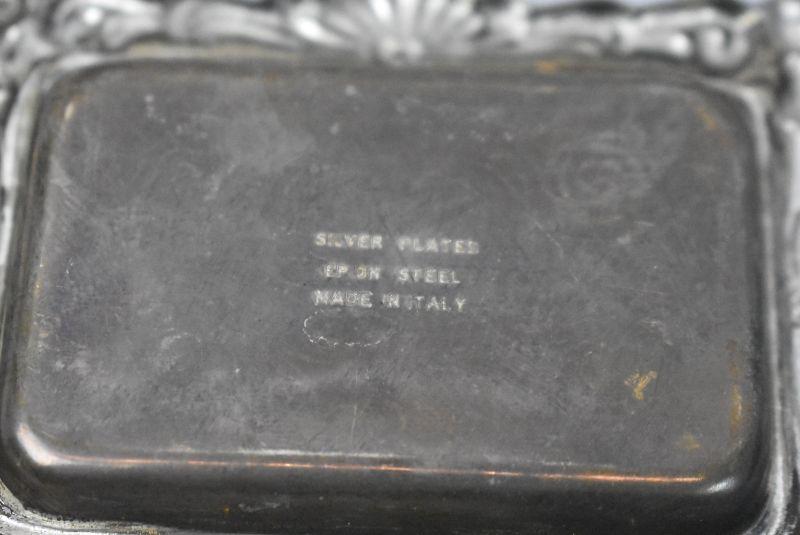 SILVER PLATED
EP ON STEEL
MADE IN ITALY